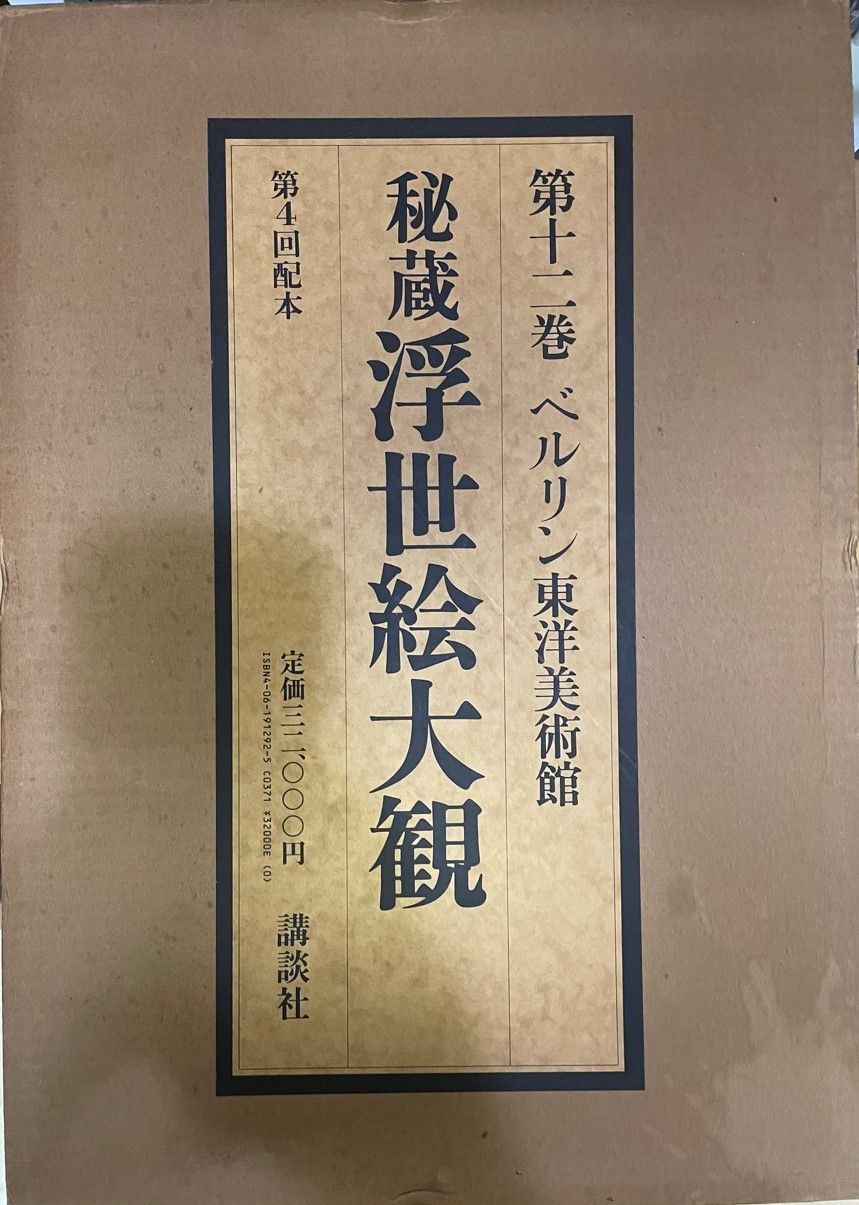 第十二巻 ベルリン東洋美術館
秘蔵浮世絵大観
第4回配本
定価三二、〇〇〇円
講談社
ISBN4-06-191292-5 C0371 ¥32000E (0)